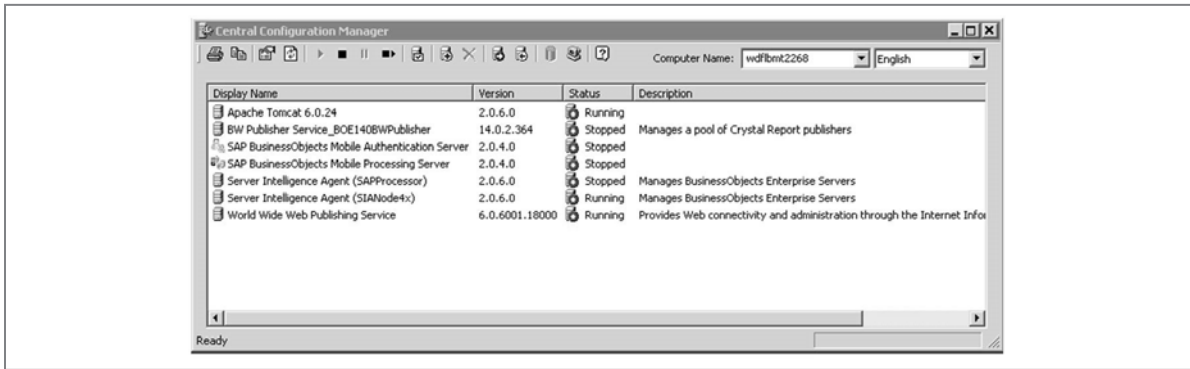 Central Configuration Manager
Computer Name: wdflbmt2268 English
Display Name Version Status Description
Apache Tomcat 6.0.24 2.0.6.0 Running
BW Publisher Service_BOE140BWPublisher 14.0.2.364 Stopped Manages a pool of Crystal Report publishers
SAP BusinessObjects Mobile Authentication Server 2.0.4.0 Stopped
SAP BusinessObjects Mobile Processing Server 2.0.4.0 Stopped
Server Intelligence Agent (SAPProcessor) 2.0.6.0 Stopped Manages BusinessObjects Enterprise Servers
Server Intelligence Agent (SIANode4x) 2.0.6.0 Running Manages BusinessObjects Enterprise Servers
World Wide Web Publishing Service 6.0.6001.18000 Running Provides Web connectivity and administration through the Internet Infor
Ready